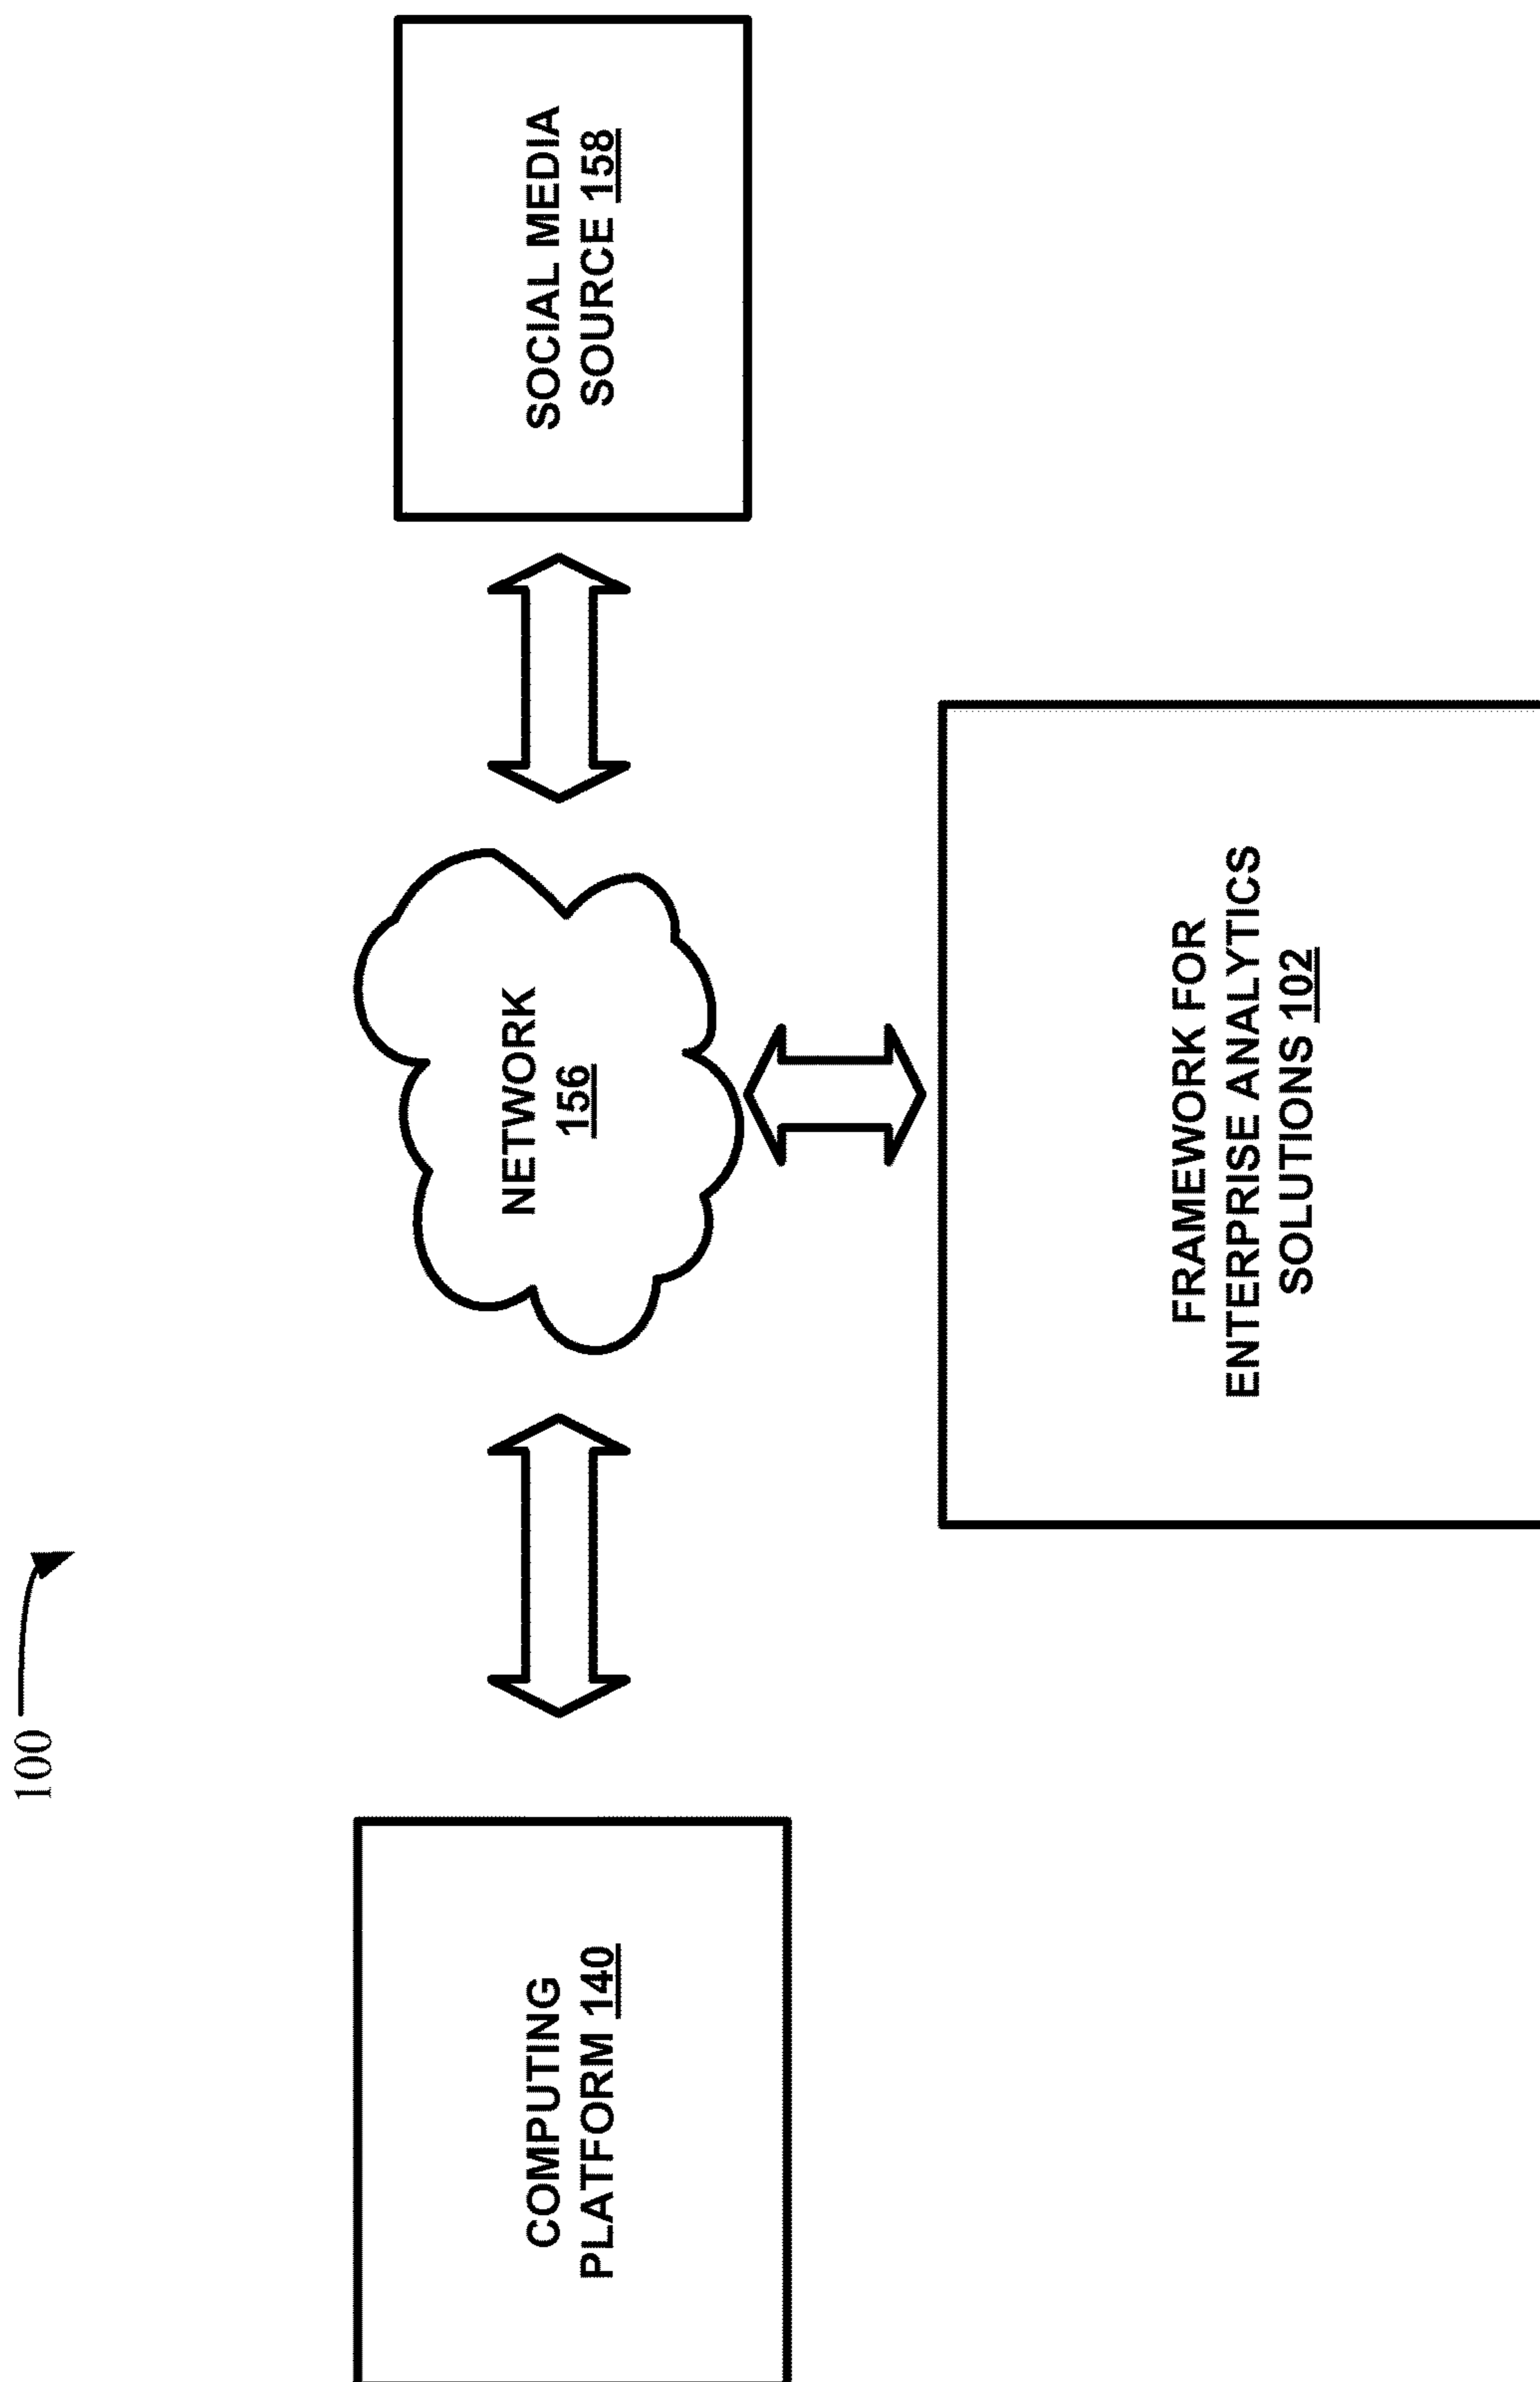 100
COMPUTING
PLATFORM 140
NETWORK
156
SOCIAL MEDIA
SOURCE 158
FRAMEWORK FOR
ENTERPRISE ANALYTICS
SOLUTIONS 102